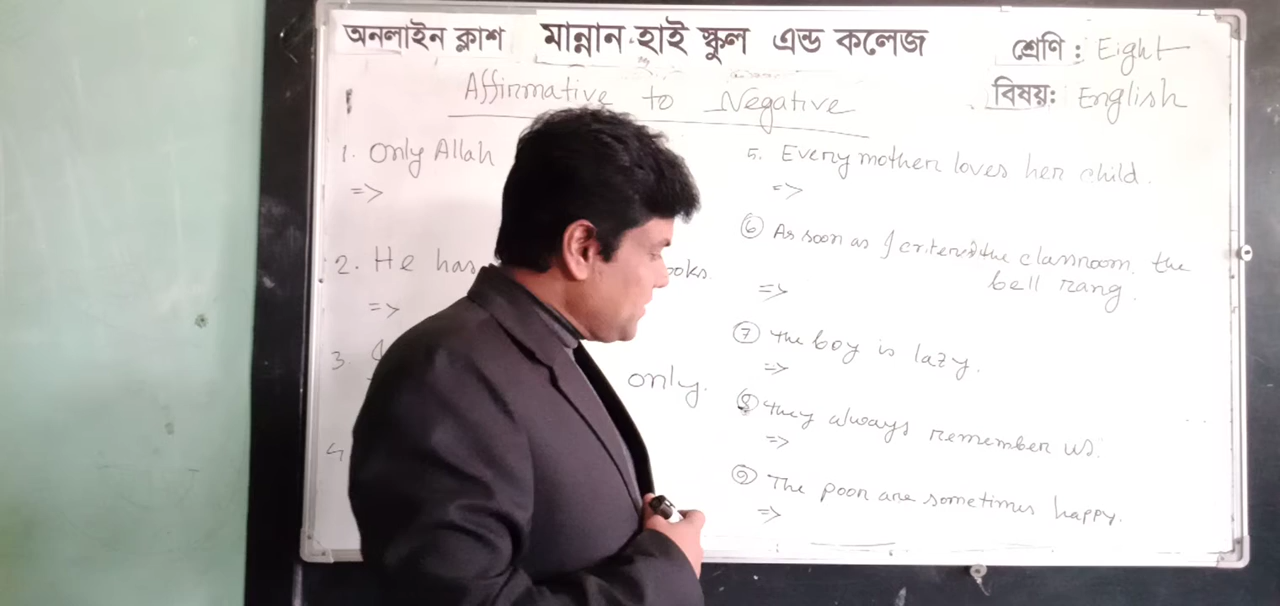 অনলাইন ক্লাশ মান্নান হাই স্কুল এন্ড কলেজ শ্রেণি : Eight
বিষয়: English
Affirmative to Negative
1. Only Allah
=>
2. He has ooks.
=>
3. only.
4
5. Every mother loves her child.
=>
⑥ As soon as I the classroom, the
bell rang.
=>
⑦ The boy is lazy.
=>
⑧ They always remember us.
=>
⑨ The poor are sometimes happy.
=>